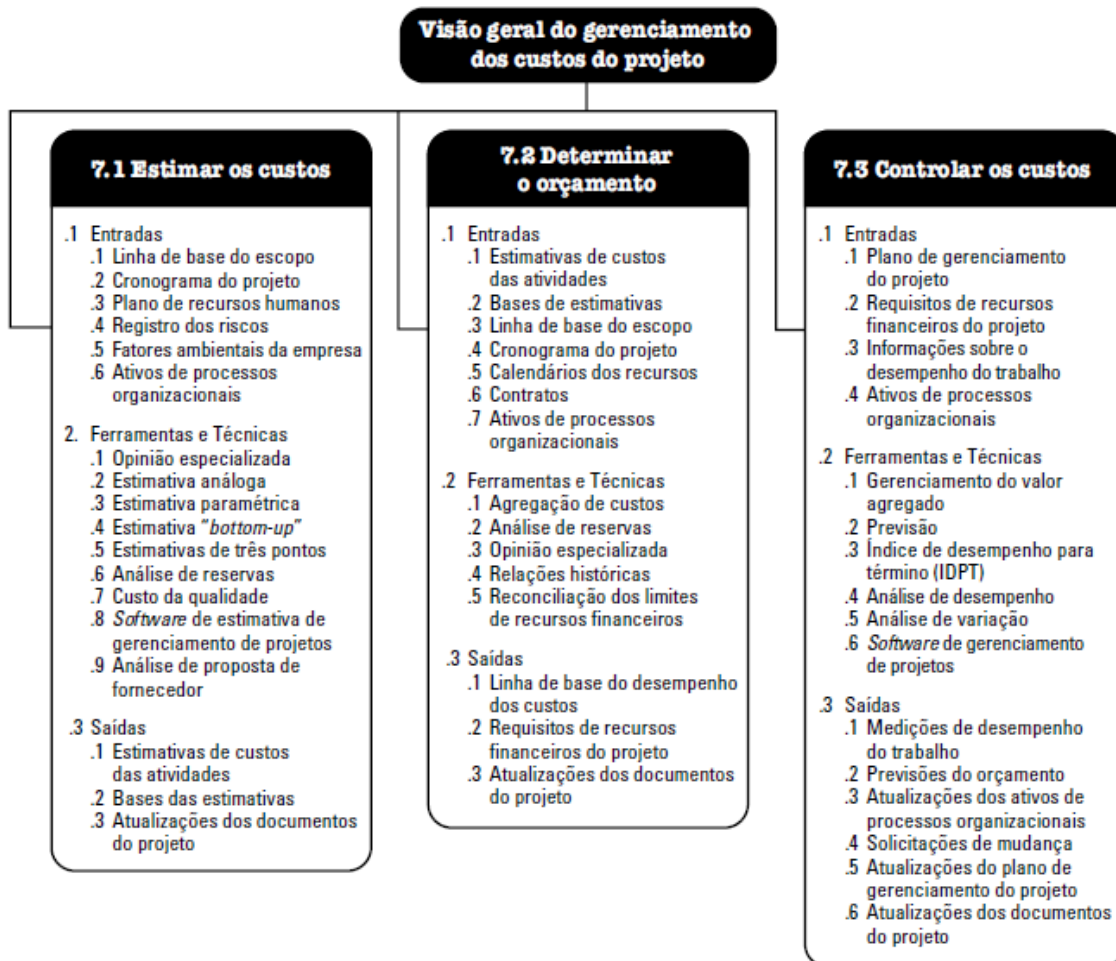 Visão geral do gerenciamento
dos custos do projeto
7.1 Estimar os custos
.1 Entradas
.1 Linha de base do escopo
.2 Cronograma do projeto
.3 Plano de recursos humanos
.4 Registro dos riscos
.5 Fatores ambientais da empresa
.6 Ativos de processos
organizacionais
2. Ferramentas e Técnicas
.1 Opinião especializada
.2 Estimativa análoga
.3 Estimativa paramétrica
.4 Estimativa "bottom-up"
.5 Estimativas de três pontos
.6 Análise de reservas
.7 Custo da qualidade
.8 Software de estimativa de
gerenciamento de projetos
.9 Análise de proposta de
fornecedor
.3 Saídas
.1 Estimativas de custos
das atividades
.2 Bases das estimativas
.3 Atualizações dos documentos
do projeto
7.2 Determinar
o orçamento
.1 Entradas
.1 Estimativas de custos
das atividades
.2 Bases de estimativas
.3 Linha de base do escopo
.4 Cronograma do projeto
.5 Calendários dos recursos
.6 Contratos
.7 Ativos de processos
organizacionais
.2 Ferramentas e Técnicas
.1 Agregação de custos
.2 Análise de reservas
.3 Opinião especializada
.4 Relações históricas
.5 Reconciliação dos limites
de recursos financeiros
.3 Saídas
.1 Linha de base do desempenho
dos custos
.2 Requisitos de recursos
financeiros do projeto
.3 Atualizações dos documentos
do projeto
7.3 Controlar os custos
.1 Entradas
.1 Plano de gerenciamento
do projeto
.2 Requisitos de recursos
financeiros do projeto
.3 Informações sobre o
desempenho do trabalho
.4 Ativos de processos
organizacionais
.2 Ferramentas e Técnicas
.1 Gerenciamento do valor
agregado
.2 Previsão
.3 Índice de desempenho para
término (IDPT)
.4 Análise de desempenho
.5 Análise de variação
.6 Software de gerenciamento
de projetos
.3 Saídas
.1 Medições de desempenho
do trabalho
.2 Previsões do orçamento
.3 Atualizações dos ativos de
processos organizacionais
.4 Solicitações de mudança
.5 Atualizações do plano de
gerenciamento do projeto
.6 Atualizações dos documentos
do projeto